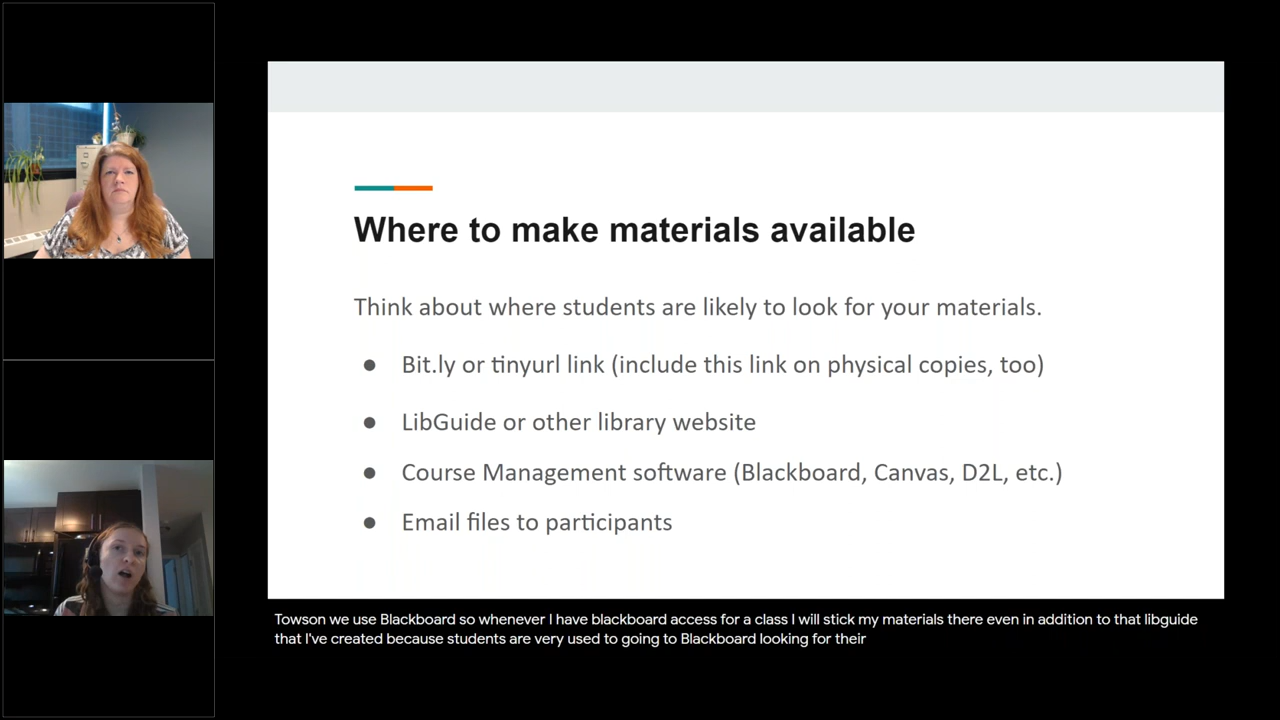 Where to make materials available
Think about where students are likely to look for your materials.
● Bit.ly or tinyurl link (include this link on physical copies, too)
● LibGuide or other library website
● Course Management software (Blackboard, Canvas, D2L, etc.)
● Email files to participants
Towson we use Blackboard so whenever I have blackboard access for a class I will stick my materials there even in addition to that libguide
that I've created because students are very used to going to Blackboard looking for their